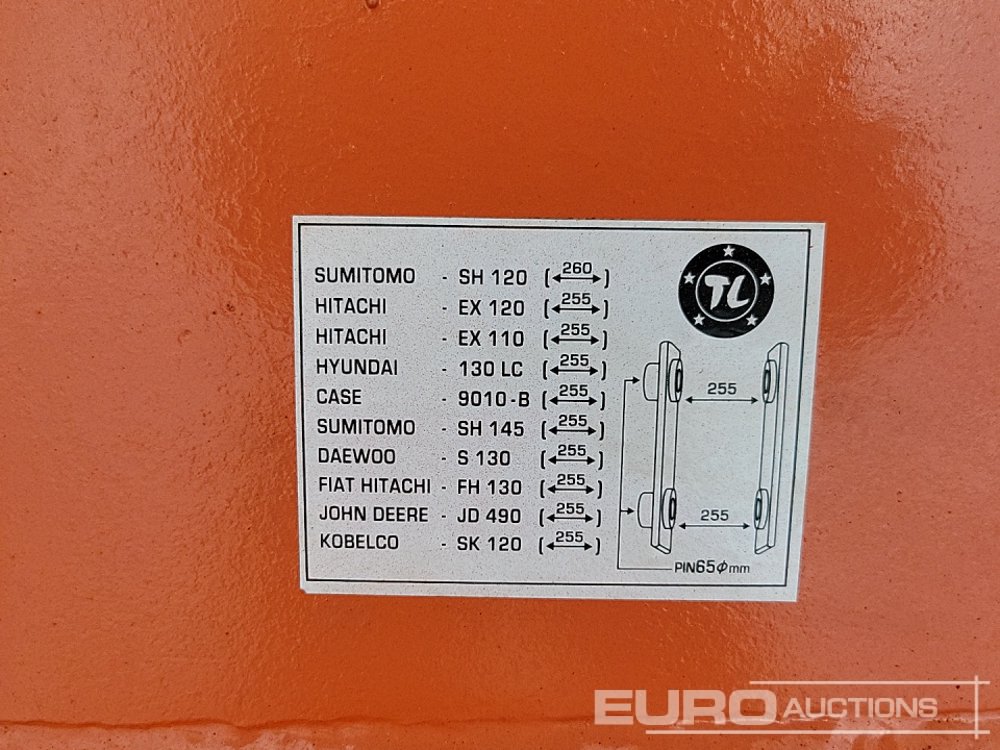 SUMITOMO - SH 120 (260)
HITACHI - EX 120 (255)
HITACHI - EX 110 (255)
HYUNDAI - 130 LC (255)
CASE - 9010-B (255)
SUMITOMO - SH 145 (255)
DAEWOO - S 130 (255)
FIAT HITACHI - FH 130 (255)
JOHN DEERE - JD 490 (255)
KOBELCO - SK 120 (255)
TL
255
255
PIN65ϕmm
EURO AUCTIONS